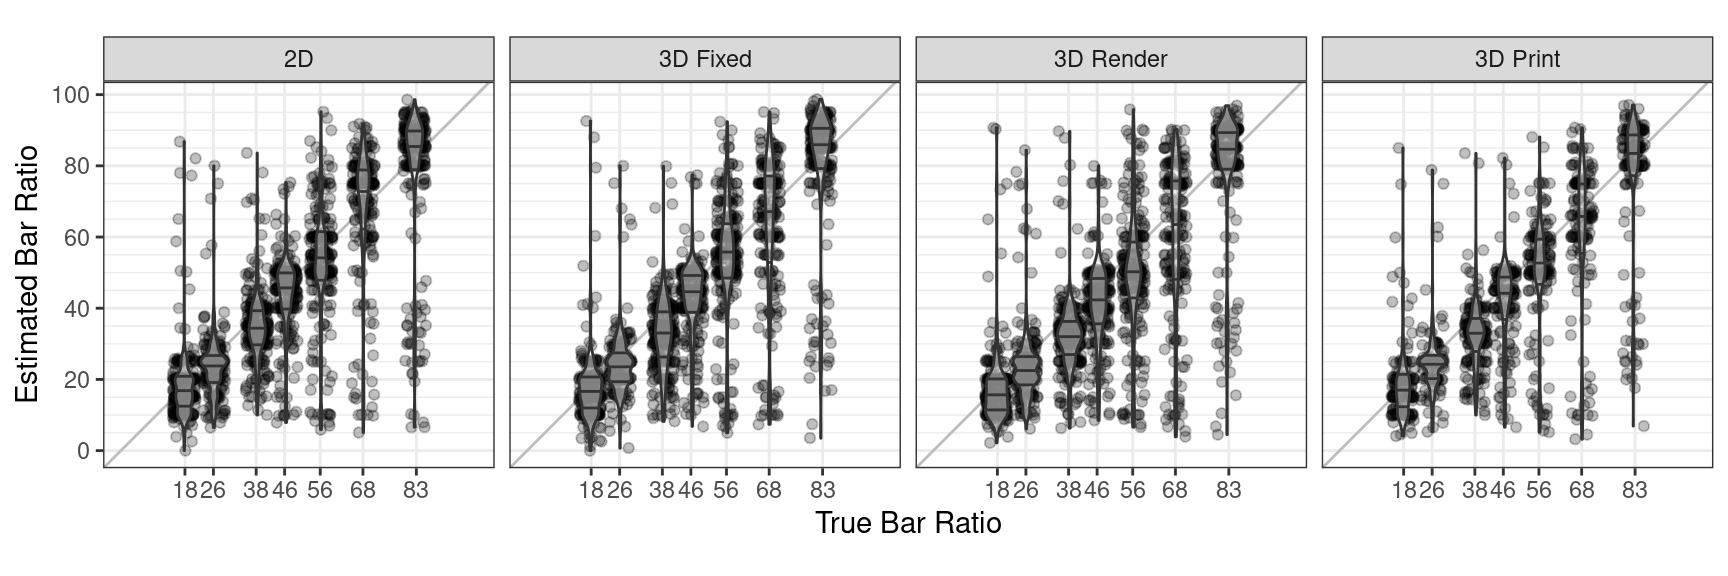 2D 3D Fixed 3D Render 3D Print
Estimated Bar Ratio
100
80
60
40
20
0
18 26 38 46 56 68 83 18 26 38 46 56 68 83 18 26 38 46 56 68 83 18 26 38 46 56 68 83
True Bar Ratio